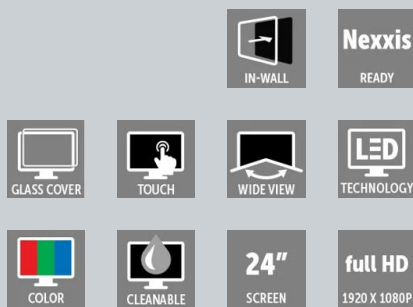 Nexxis
IN-WALL
READY
LED
GLASS COVER
TOUCH
WIDE VIEW
TECHNOLOGY
24"
full HD
COLOR
CLEANABLE
SCREEN
1920 X 1080P